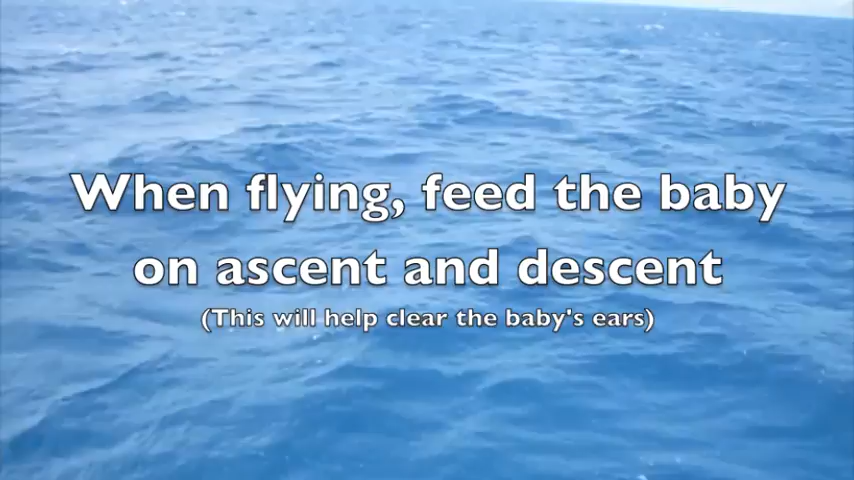 When flying, feed the baby
on ascent and descent
(This will help clear the baby's ears)